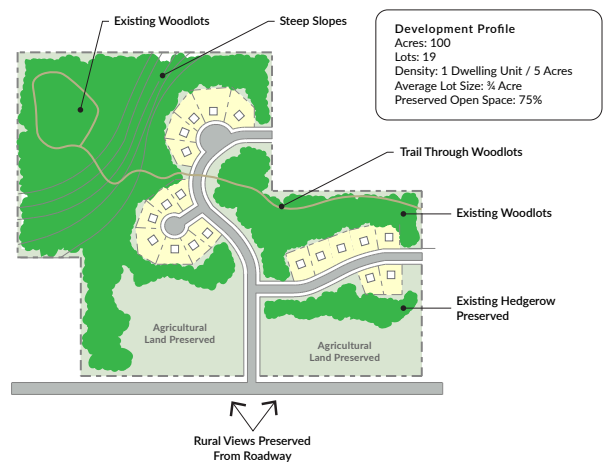 Existing Woodlots
Steep Slopes
Development Profile
Acres: 100
Lots: 19
Density: 1 Dwelling Unit / 5 Acres
Average Lot Size: ¾ Acre
Preserved Open Space: 75%
Trail Through Woodlots
Existing Woodlots
Existing Hedgerow
Preserved
Agricultural
Land Preserved
Agricultural
Land Preserved
Rural Views Preserved
From Roadway